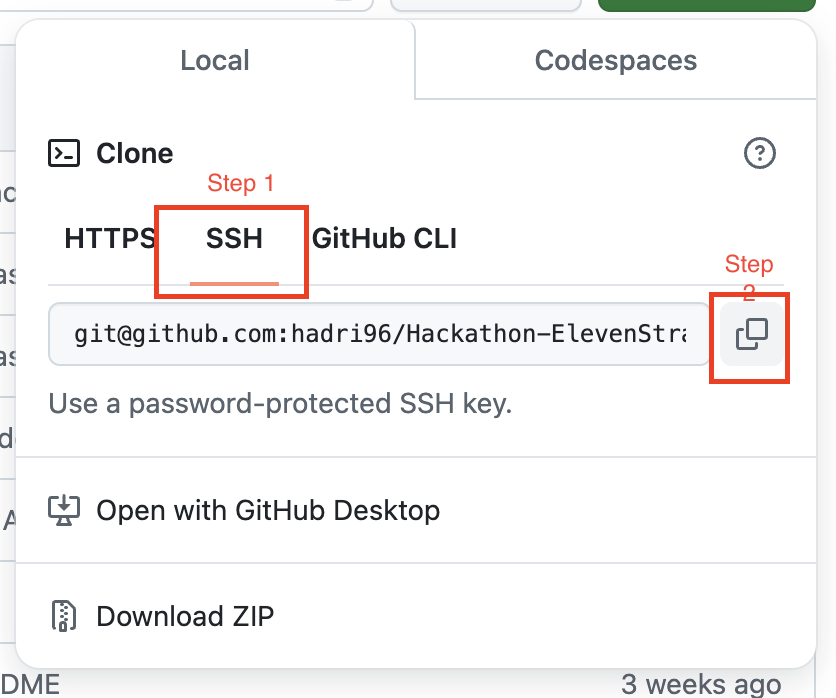 Local
Codespaces
Clone
Step 1
HTTPS
SSH
GitHub CLI
Step
2
git@github.com:hadri96/Hackathon-ElevenStra
Use a password-protected SSH key.
Open with GitHub Desktop
Download ZIP
3 weeks ago